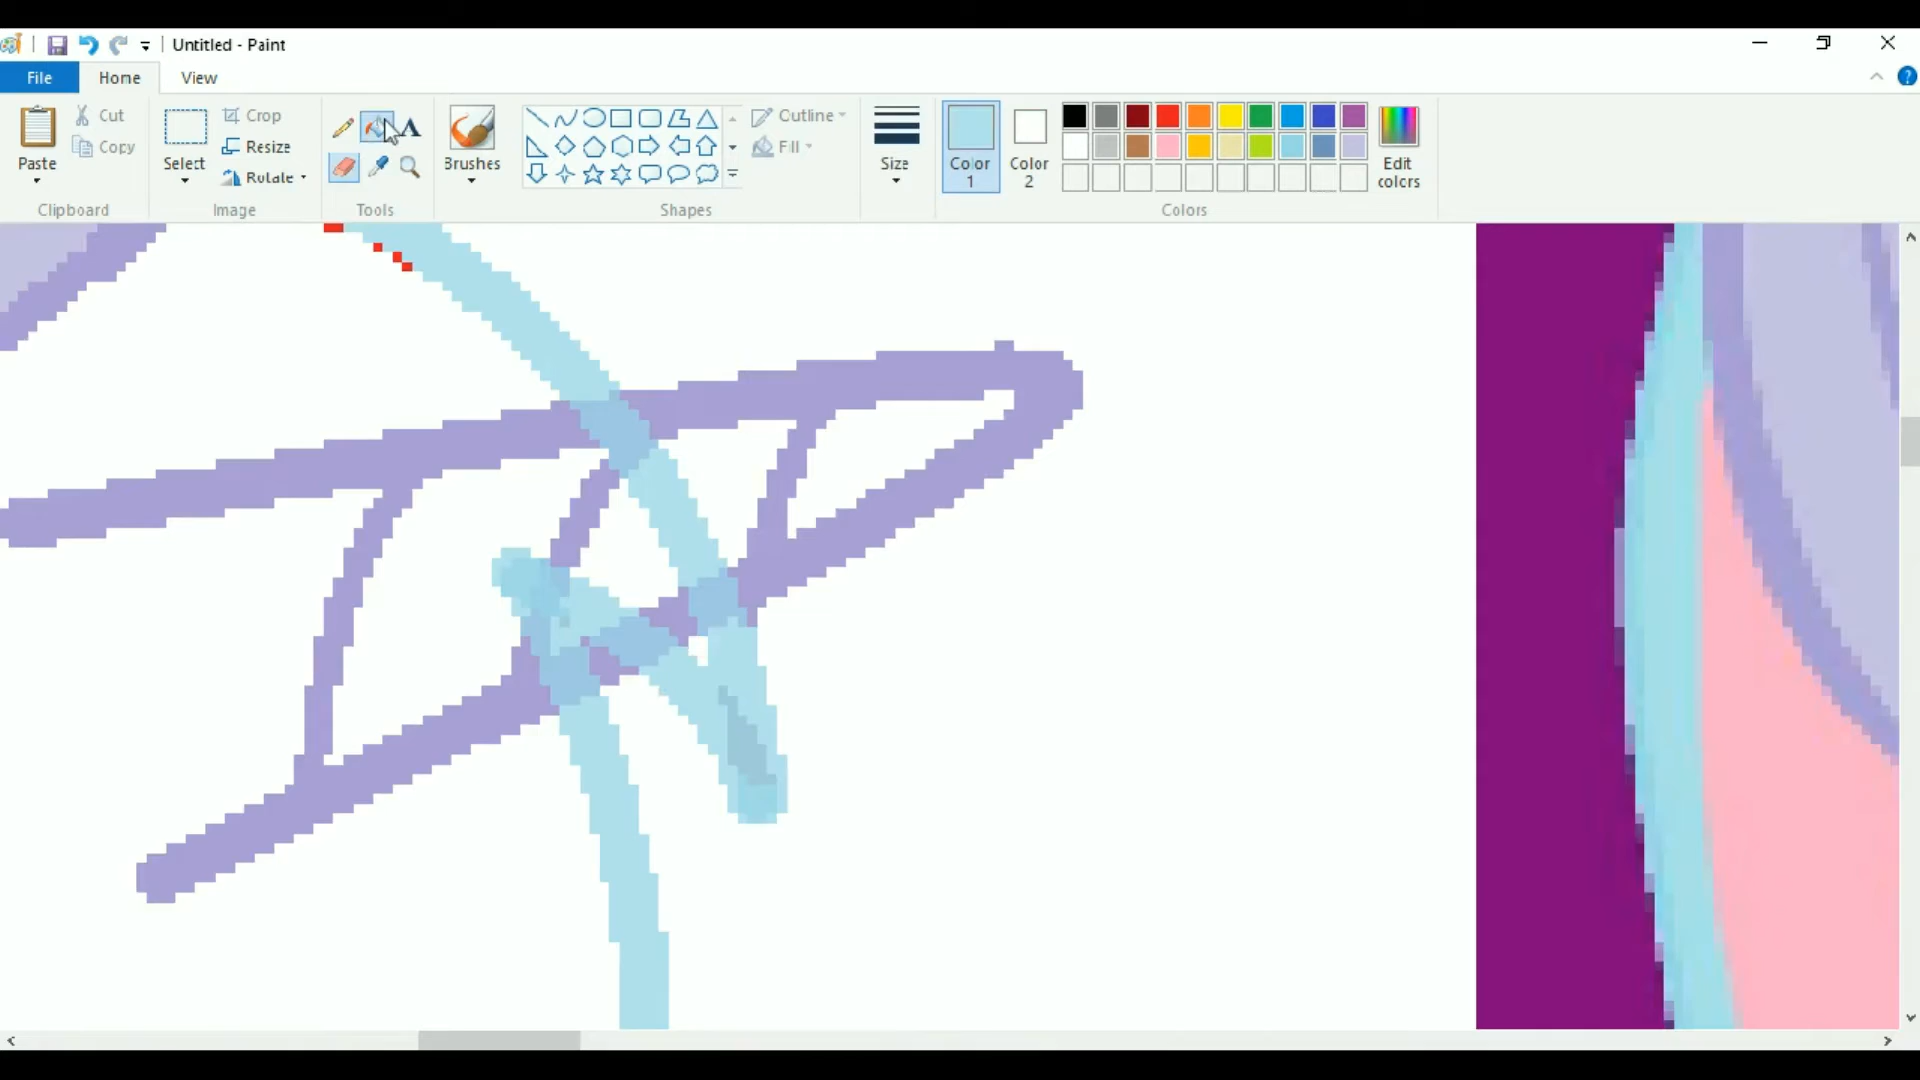 Untitled - Paint
File Home View
Paste
Cut
Copy
Clipboard
Select
Crop
Resize
Rotate
Image
A
Tools
Brushes
Shapes
Outline
Fill
Size
Color 1
Color 2
Edit colors
Colors
?